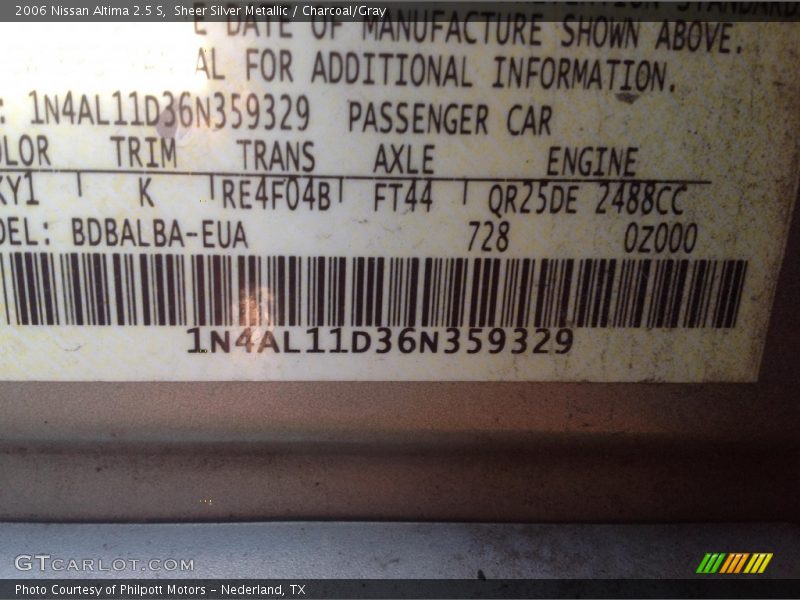 2006 Nissan Altima 2.5 S, Sheer Silver Metallic / Charcoal/Gray
E DATE OF MANUFACTURE SHOWN ABOVE.
AL FOR ADDITIONAL INFORMATION.
: 1N4AL11D36N359329 PASSENGER CAR
OLOR TRIM TRANS AXLE ENGINE
KY1 K RE4F04B FT44 QR25DE 2488CC
DEL: BDBALBA-EUA 728 0Z000
1N4AL11D36N359329
GTCARLOT.COM
Photo Courtesy of Philpott Motors - Nederland, TX